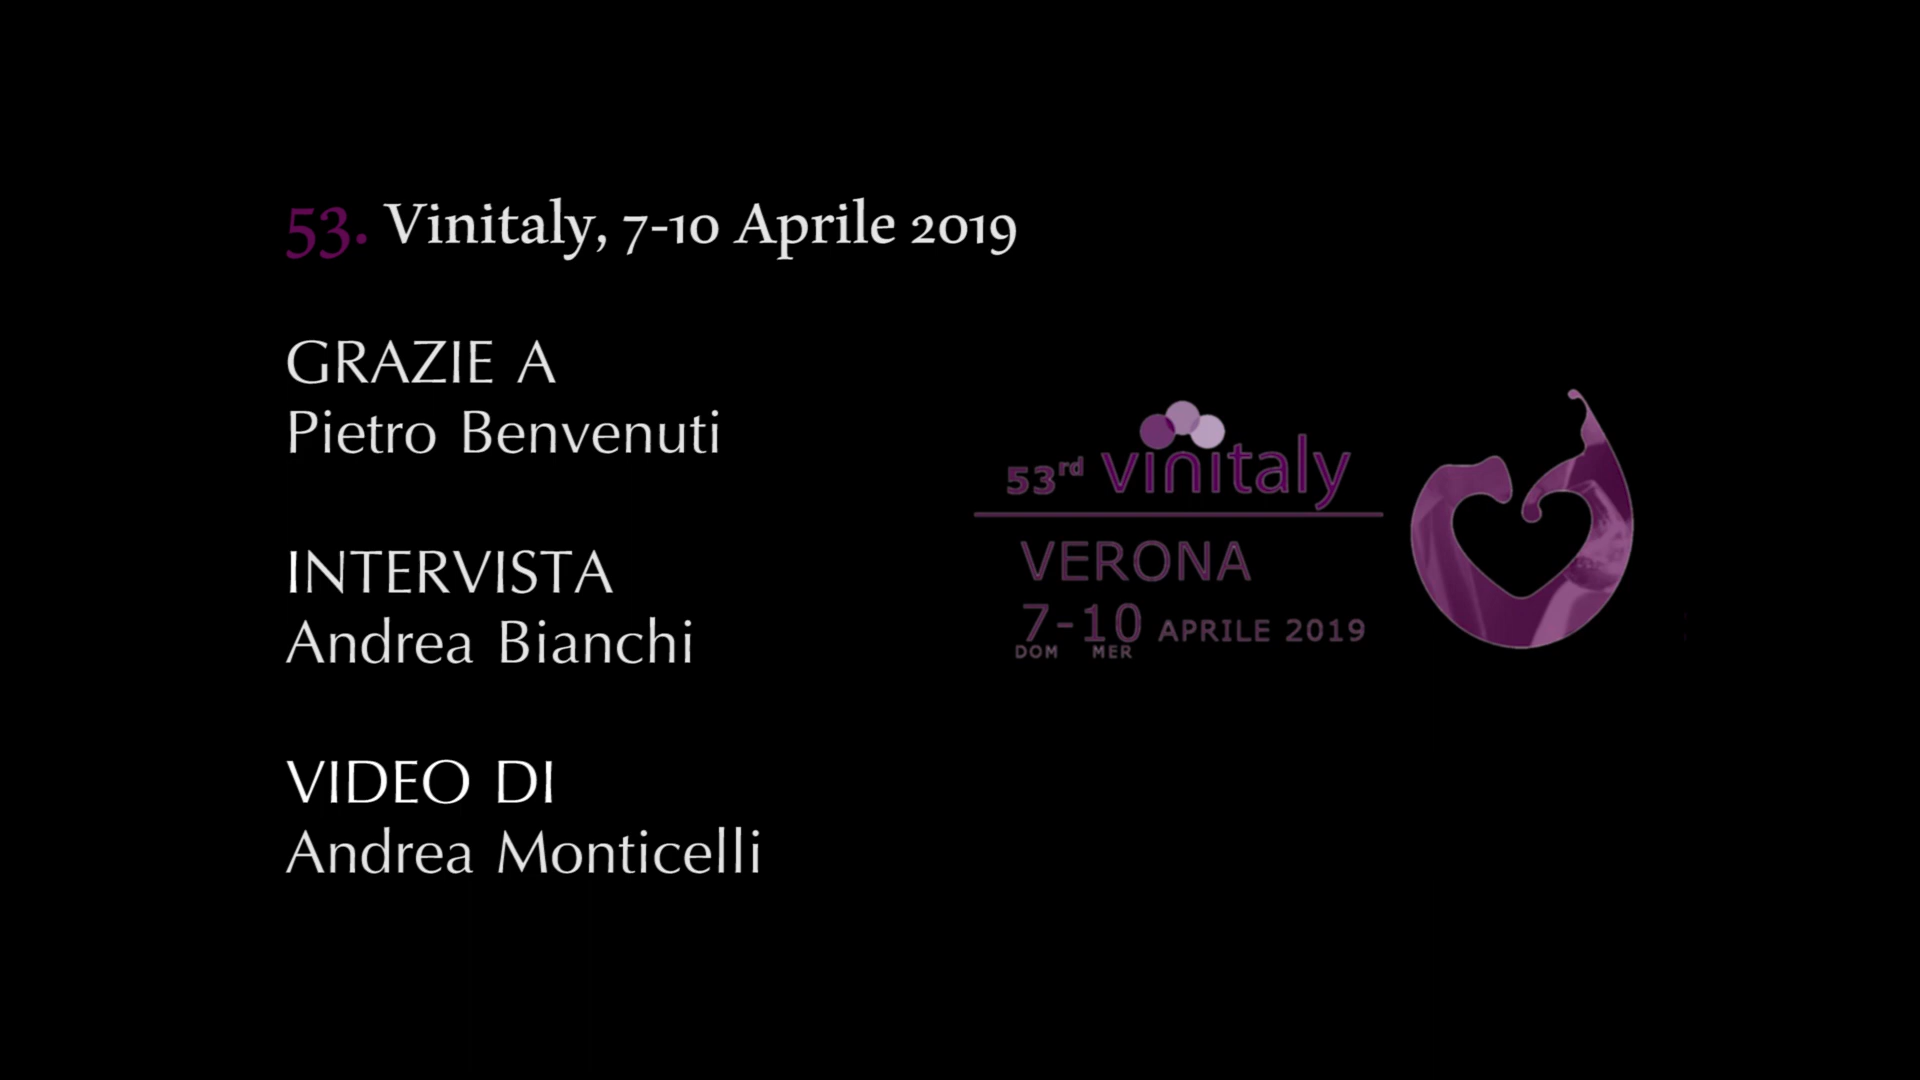 53. Vinitaly, 7-10 Aprile 2019
GRAZIE A
Pietro Benvenuti
INTERVISTA
Andrea Bianchi
VIDEO DI
Andrea Monticelli
53rd vinitaly
VERONA
7-10 APRILE 2019
DOM MER